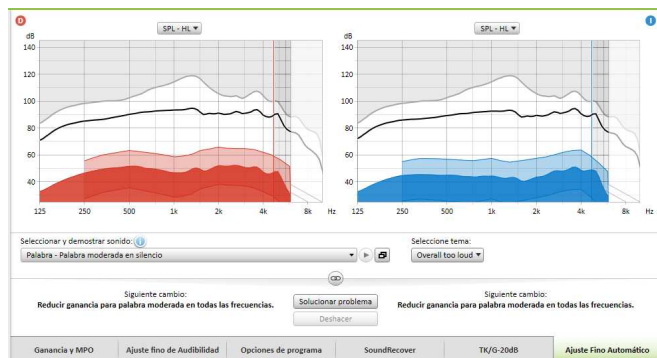 D
SPL - HL
SPL - HL
I
dB
dB
140
140
120
120
100
100
80
80
60
60
40
40
125 250 500 1k 2k 4k 8k Hz
125 250 500 1k 2k 4k 8k Hz
Seleccionar y demostrar sonido: i
Seleccione tema:
Palabra - Palabra moderada en silencio
Overall too loud
Siguiente cambio:
Reducir ganancia para palabra moderada en todas las frecuencias.
Solucionar problema
Deshacer
Siguiente cambio:
Reducir ganancia para palabra moderada en todas las frecuencias.
Ganancia y MPO
Ajuste fino de Audibilidad
Opciones de programa
SoundRecover
TK/G-20dB
Ajuste Fino Automático